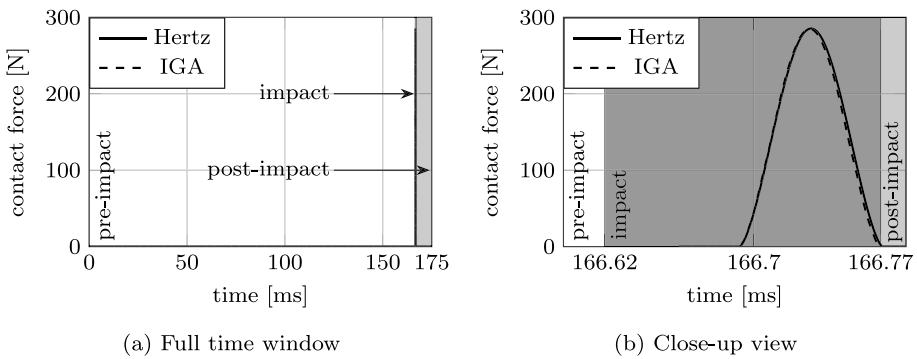 300
200
100
0
contact force [N]
Hertz
IGA
impact
post-impact
pre-impact
0
50
100
150
175
time [ms]
(a) Full time window
300
200
100
0
contact force [N]
Hertz
IGA
pre-impact
impact
post-impact
166.62
166.7
166.77
time [ms]
(b) Close-up view